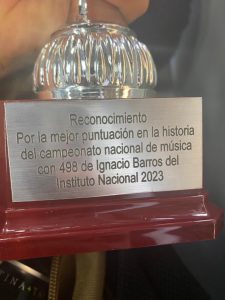 Reconocimiento
Por la mejor puntuación en la historia
del campeonato nacional de música
con 498 de Ignacio Barros del
Instituto Nacional 2023